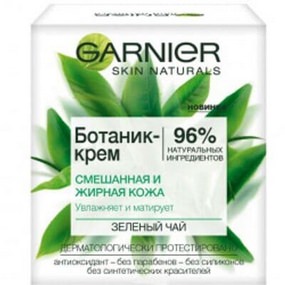 GARNIER
SKIN NATURALS
НОВИНКА
Ботаник-
крем
96%
НАТУРАЛЬНЫХ
ИНГРЕДИЕНТОВ
СМЕШАННАЯ И
ЖИРНАЯ КОЖА
Увлажняет и матирует
ЗЕЛЕНЫЙ ЧАЙ
ДЕРМАТОЛОГИЧЕСКИ ПРОТЕСТИРОВАНО
антиоксидант – без парабенов – без силиконов
без синтетических красителей